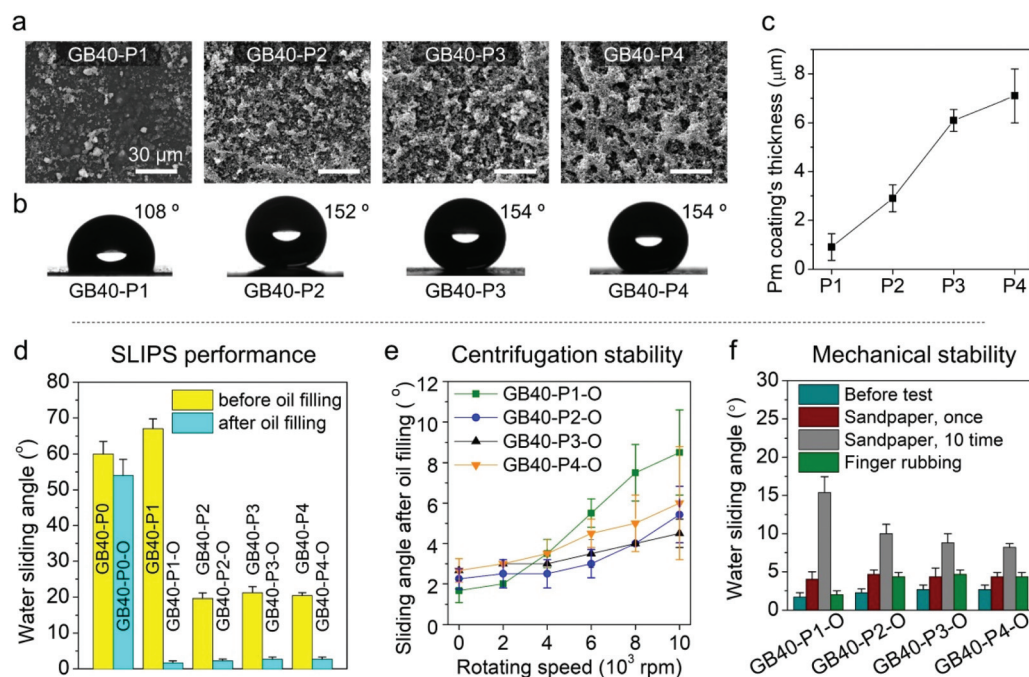 a
GB40-P1
GB40-P2
GB40-P3
GB40-P4
30 µm
b
108 º
152 º
154 º
154 º
GB40-P1
GB40-P2
GB40-P3
GB40-P4
c
Pm coating's thickness (µm)
8
6
4
2
0
P1
P2
P3
P4
d
SLIPS performance
Water sliding angle (°)
80
70
60
50
40
30
20
10
0
before oil filling
after oil filling
GB40-P0
GB40-P0-O
GB40-P1
GB40-P1-O
GB40-P2
GB40-P2-O
GB40-P3
GB40-P3-O
GB40-P4
GB40-P4-O
e
Centrifugation stability
Sliding angle after oil filling (°)
12
10
8
6
4
2
0
GB40-P1-O
GB40-P2-O
GB40-P3-O
GB40-P4-O
0 2 4 6 8 10
Rotating speed (10³ rpm)
f
Mechanical stability
Water sliding angle (°)
30
25
20
15
10
5
0
Before test
Sandpaper, once
Sandpaper, 10 time
Finger rubbing
GB40-P1-O
GB40-P2-O
GB40-P3-O
GB40-P4-O